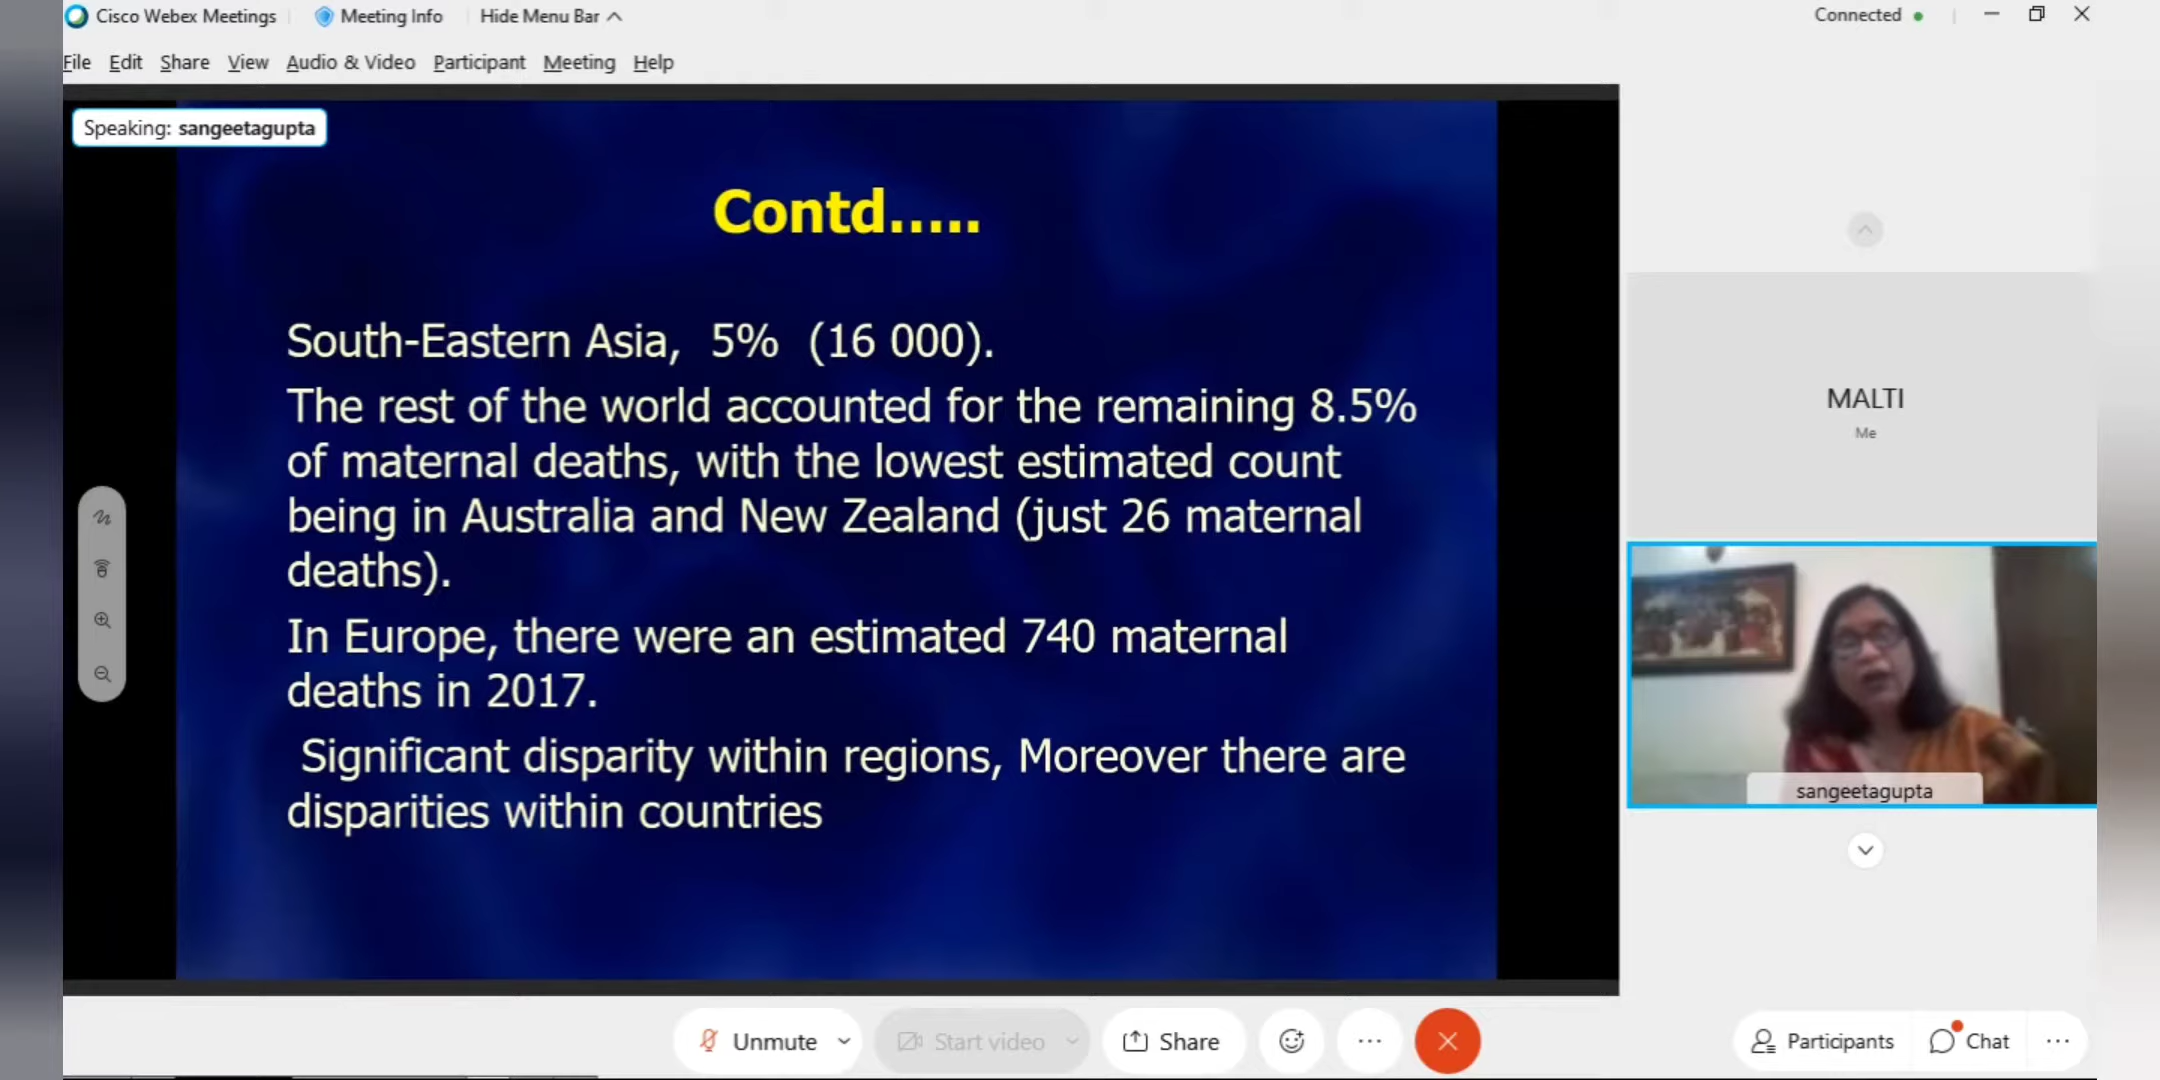 Cisco Webex Meetings Meeting Info Hide Menu Bar Connected
File Edit Share View Audio & Video Participant Meeting Help
Speaking: sangeetagupta
Contd.....
South-Eastern Asia, 5% (16 000).
The rest of the world accounted for the remaining 8.5%
of maternal deaths, with the lowest estimated count
being in Australia and New Zealand (just 26 maternal
deaths).
In Europe, there were an estimated 740 maternal
deaths in 2017.
Significant disparity within regions, Moreover there are
disparities within countries
MALTI
Me
sangeetagupta
Unmute Start video Share Participants Chat